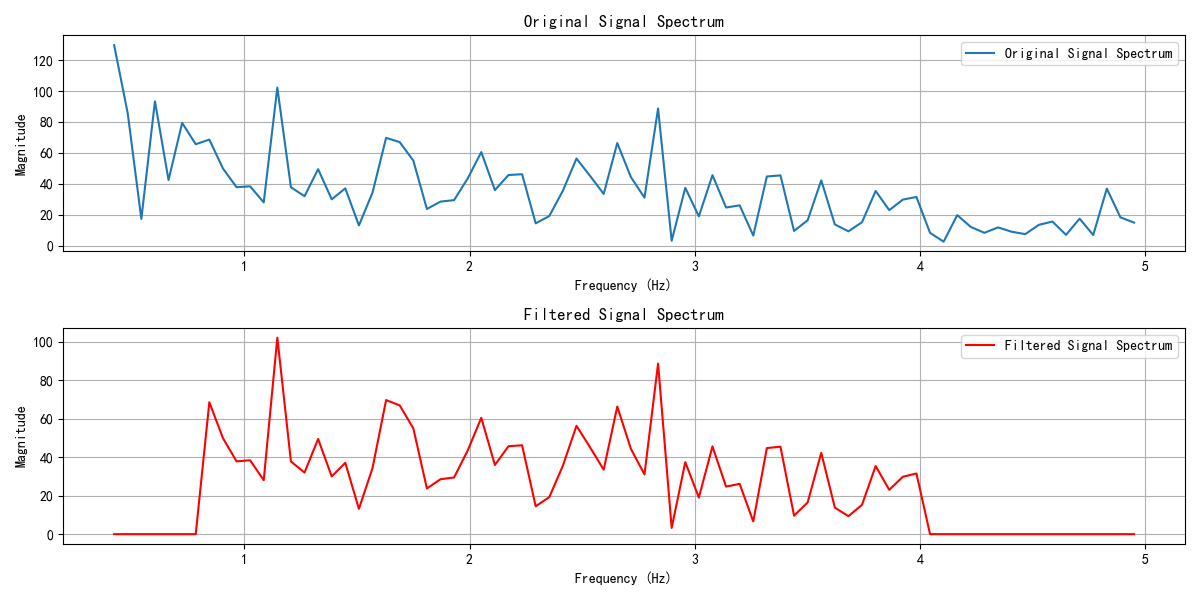 Original Signal Spectrum
120
100
80
60
40
20
0
Magnitude
Original Signal Spectrum
1 2 3 4 5
Frequency (Hz)
Filtered Signal Spectrum
100
80
60
40
20
0
Magnitude
Filtered Signal Spectrum
1 2 3 4 5
Frequency (Hz)